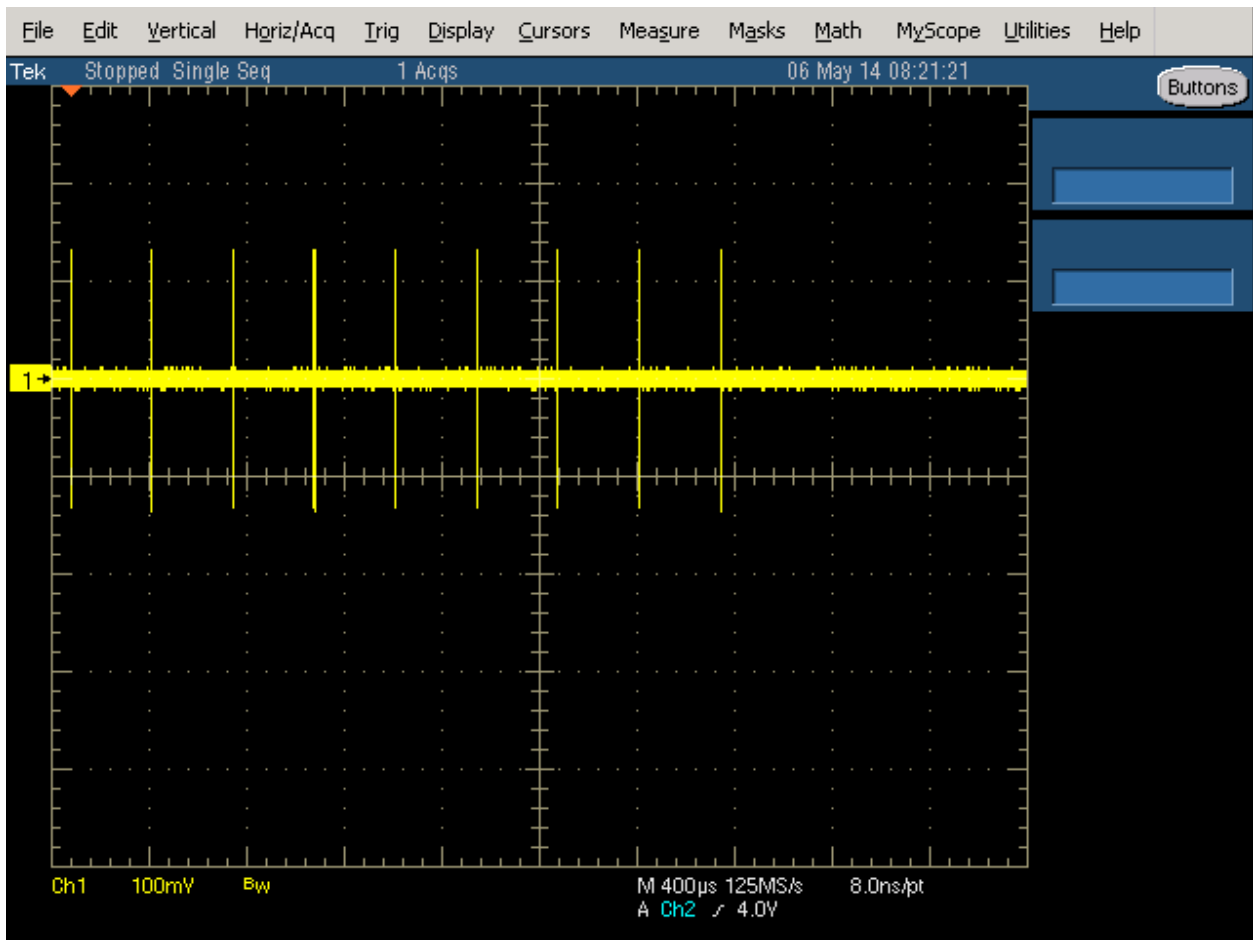 File Edit Vertical Horiz/Acq Trig Display Cursors Measure Masks Math MyScope Utilities Help
Tek Stopped Single Seq 1 Acqs 06 May 14 08:21:21
Buttons
1
Ch1 100mV BW M 400µs 125MS/s 8.0ns/pt
A Ch2 4.0V